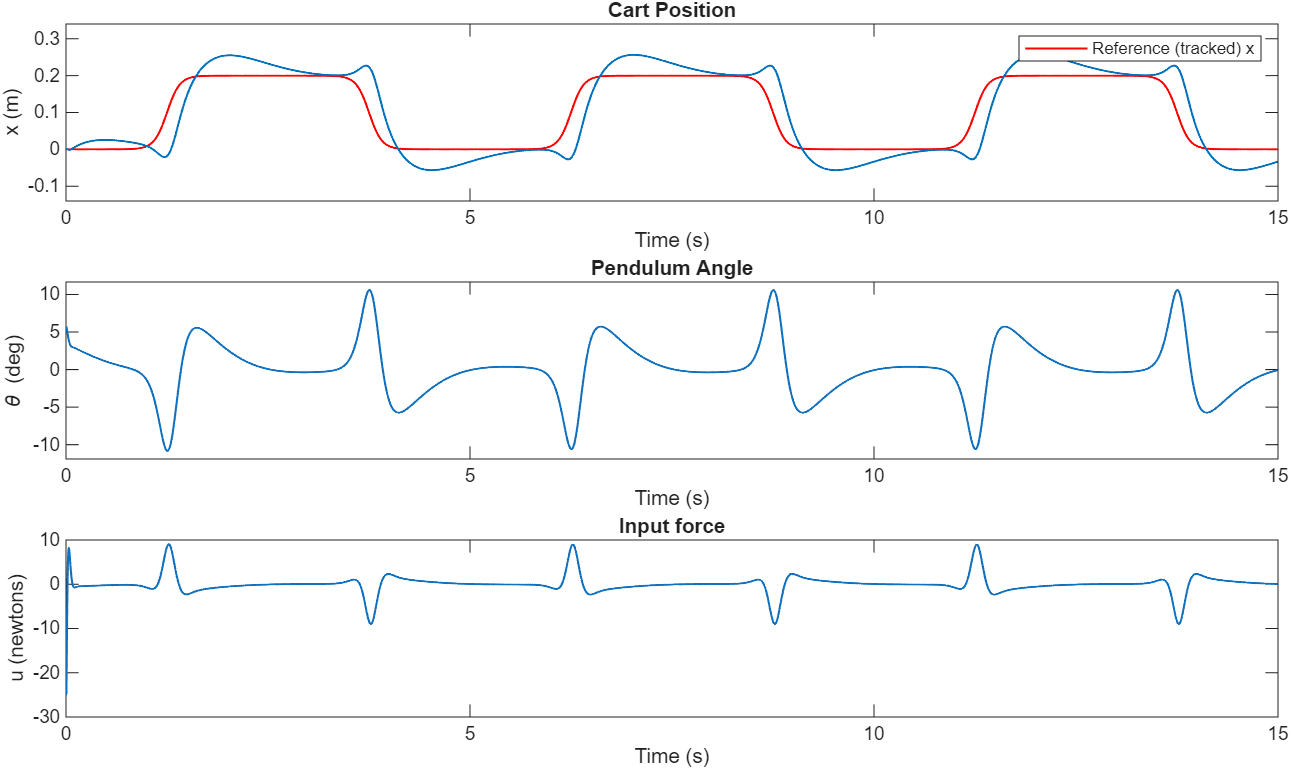 Cart Position
0.3
0.2
0.1
0
-0.1
x (m)
Reference (tracked) x
0 5 10 15
Time (s)
Pendulum Angle
10
5
0
-5
-10
θ (deg)
0 5 10 15
Time (s)
Input force
10
0
-10
-20
-30
u (newtons)
0 5 10 15
Time (s)